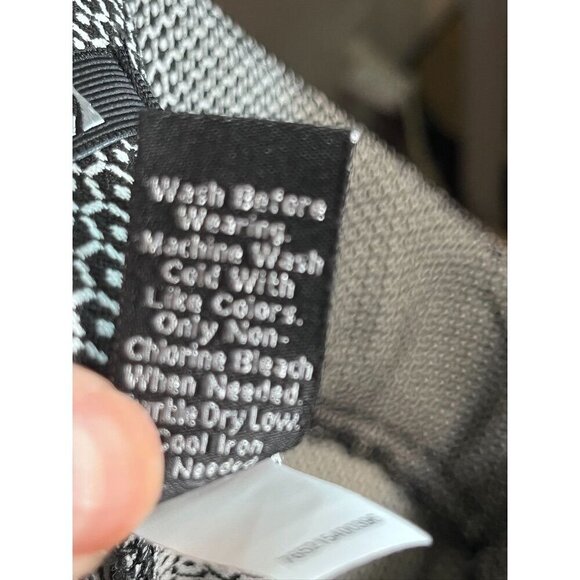 Wash Before
Wearing.
Machine Wash
Cold With
Like Colors.
Only Non-
Chlorine Bleach
When Needed.
Dry Low.
Cool Iron
Needed